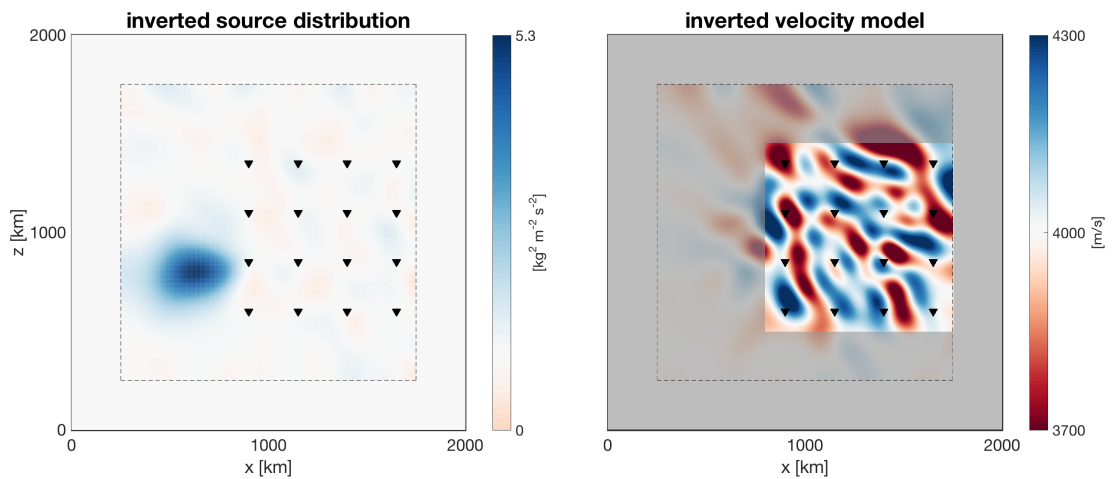 inverted source distribution
2000
1000
0
z [km]
0
1000
2000
x [km]
5.3
0
[kg² m⁻² s⁻²]
inverted velocity model
0
1000
2000
x [km]
4300
4000
3700
[m/s]